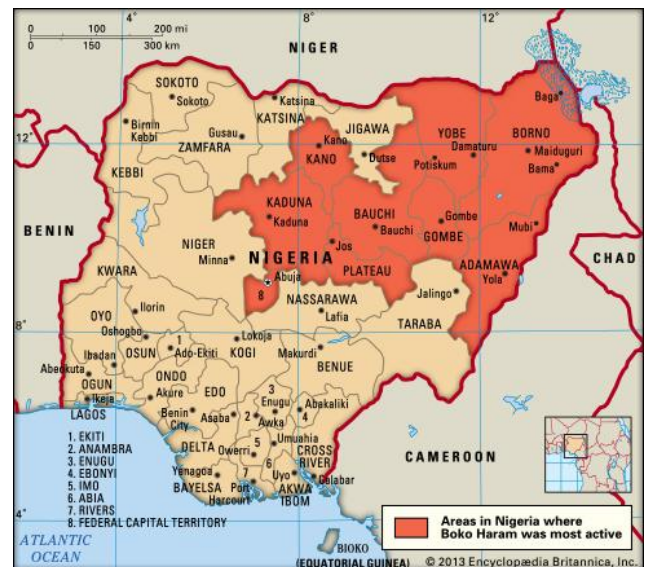 4°
8°
12°
0 100 200 mi
0 150 300 km
NIGER
SOKOTO
Sokoto
Katsina
KATSINA
Birnin
Kebbi
Gusau
ZAMFARA
JIGAWA
Kano
KANO
Dutse
YOBE
Damaturu
Potiskum
BORNO
Maiduguri
Bama
Baga
12°
12°
KEBBI
KADUNA
Kaduna
BAUCHI
Bauchi
Gombe
GOMBE
Mubi
BENIN
NIGER
Minna
NIGERIA
Jos
PLATEAU
ADAMAWA
Yola
CHAD
Abuja
8
KWARA
NASSARAWA
Lafia
Jalingo
TARABA
8°
8°
Ilorin
OYO
Oshogbo
Ibadan
OSUN
1
Ado-Ekiti
Lokoja
KOGI
Makurdi
BENUE
Abeokuta
OGUN
Ikeja
LAGOS
ONDO
Akure
EDO
Benin
City
Asaba
3
Enugu
2
Awka
Abakaliki
4
DELTA
Owerri
5
Umuahia
6
CROSS
RIVER
Uyo
Calabar
AKWA
IBOM
Yenagoa
BAYELSA
7
Port
Harcourt
CAMEROON
1. EKITI
2. ANAMBRA
3. ENUGU
4. EBONYI
5. IMO
6. ABIA
7. RIVERS
8. FEDERAL CAPITAL TERRITORY
4°
4°
ATLANTIC
OCEAN
BIOKO
(EQUATORIAL GUINEA)
Areas in Nigeria where
Boko Haram was most active
4°
8°
12°
© 2013 Encyclopædia Britannica, Inc.